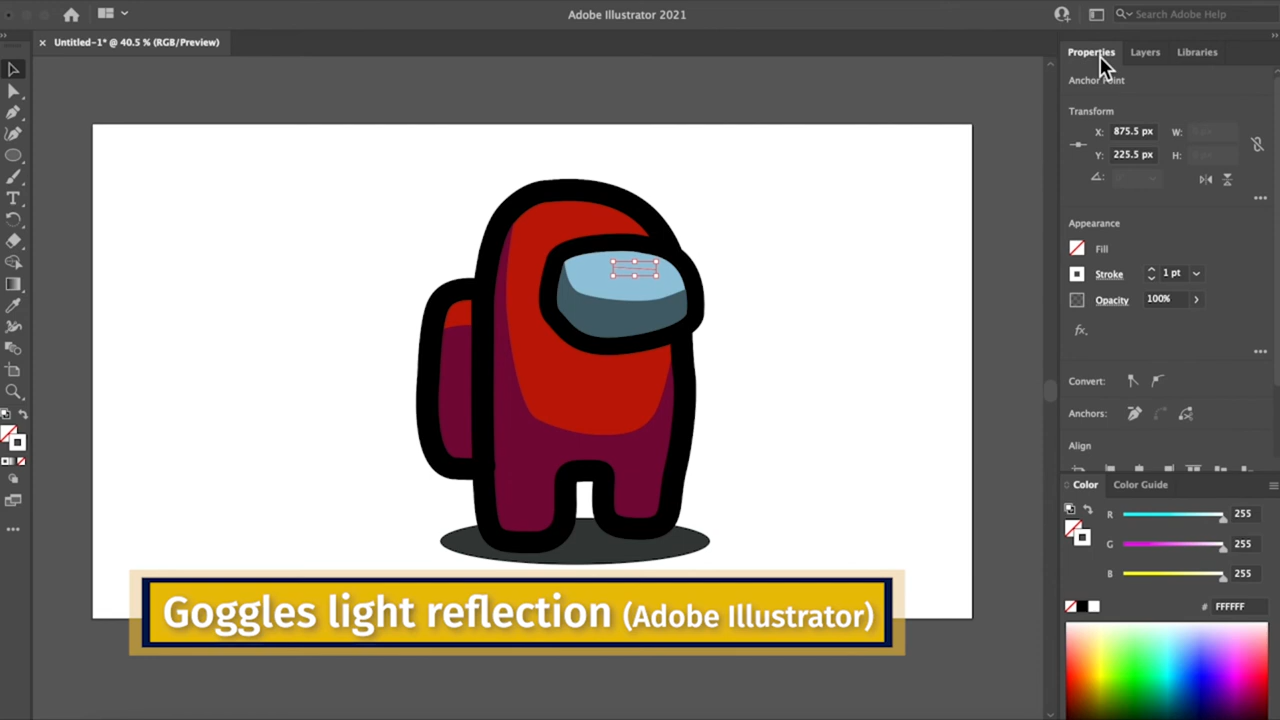 Adobe Illustrator 2021
Search Adobe Help
× Untitled-1* @ 40.5 % (RGB/Preview)
Properties Layers Libraries
Anchor Point
Transform
X: 875.5 px W:
Y: 225.5 px H:
Appearance
Fill
Stroke 1 pt
Opacity 100%
fx.
Convert:
Anchors:
Align
Color Color Guide
R 255
G 255
B 255
# FFFFFF
Goggles light reflection (Adobe Illustrator)